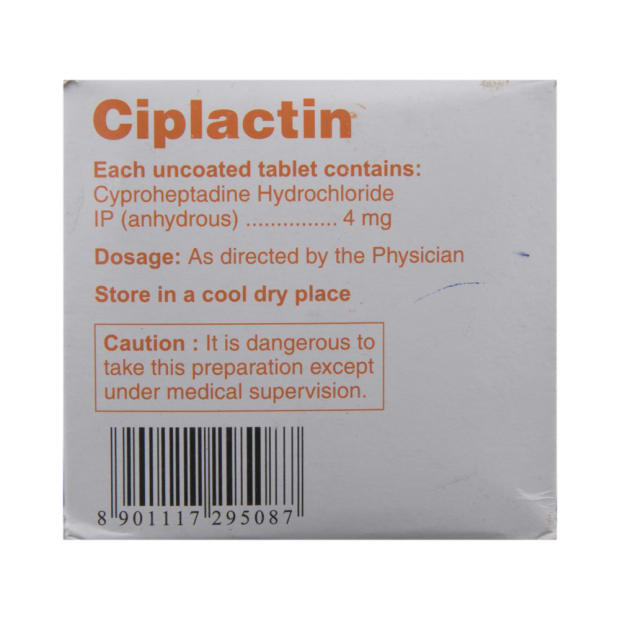 Ciplactin
Each uncoated tablet contains:
Cyproheptadine Hydrochloride
IP (anhydrous) ............... 4 mg
Dosage: As directed by the Physician
Store in a cool dry place
Caution : It is dangerous to
take this preparation except
under medical supervision.
8 901117 295087